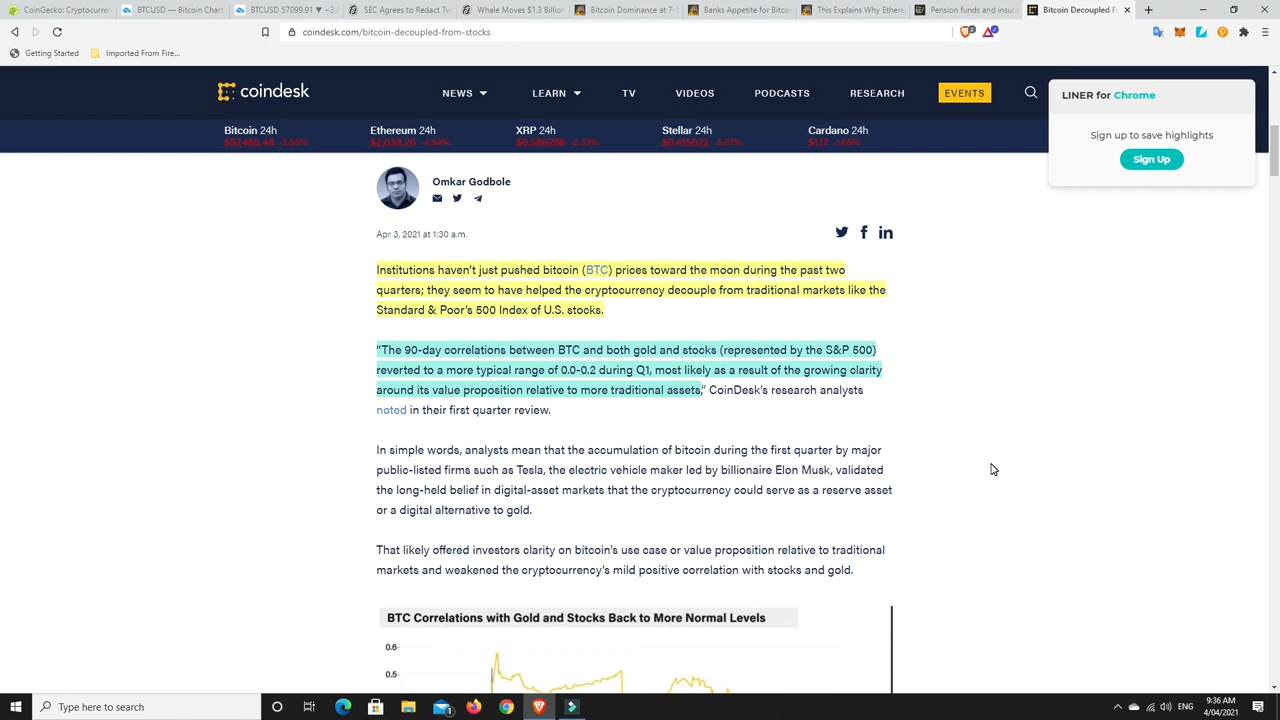 CoinGecko: Cryptocurren
BTCUSD — Bitcoin Chart
BTCUSD 57099.91 ▼ −3.
SEC Agrees to Redact Tw
Whale Moves $1.3 Billion
Bitcoin Dominance at 7-
Banks Appetite for Bitco
This Explains Why Ethere
Pension funds and insur
Bitcoin Decoupled F
coindesk.com/bitcoin-decoupled-from-stocks
Getting Started
Imported From Fire...
coindesk
NEWS
LEARN
TV
VIDEOS
PODCASTS
RESEARCH
EVENTS
LINER for Chrome
Sign up to save highlights
Sign Up
Bitcoin 24h
Ethereum 24h
XRP 24h
Stellar 24h
Cardano 24h
Omkar Godbole
Apr 3, 2021 at 1:30 a.m.
Institutions haven't just pushed bitcoin (BTC) prices toward the moon during the past two
quarters; they seem to have helped the cryptocurrency decouple from traditional markets like the
Standard & Poor's 500 Index of U.S. stocks.
"The 90-day correlations between BTC and both gold and stocks (represented by the S&P 500)
reverted to a more typical range of 0.0-0.2 during Q1, most likely as a result of the growing clarity
around its value proposition relative to more traditional assets," CoinDesk's research analysts
noted in their first quarter review.
In simple words, analysts mean that the accumulation of bitcoin during the first quarter by major
public-listed firms such as Tesla, the electric vehicle maker led by billionaire Elon Musk, validated
the long-held belief in digital-asset markets that the cryptocurrency could serve as a reserve asset
or a digital alternative to gold.
That likely offered investors clarity on bitcoin's use case or value proposition relative to traditional
markets and weakened the cryptocurrency's mild positive correlation with stocks and gold.
BTC Correlations with Gold and Stocks Back to More Normal Levels
0.6
0.5
Type here to search
ENG
9:36 AM
4/04/2021